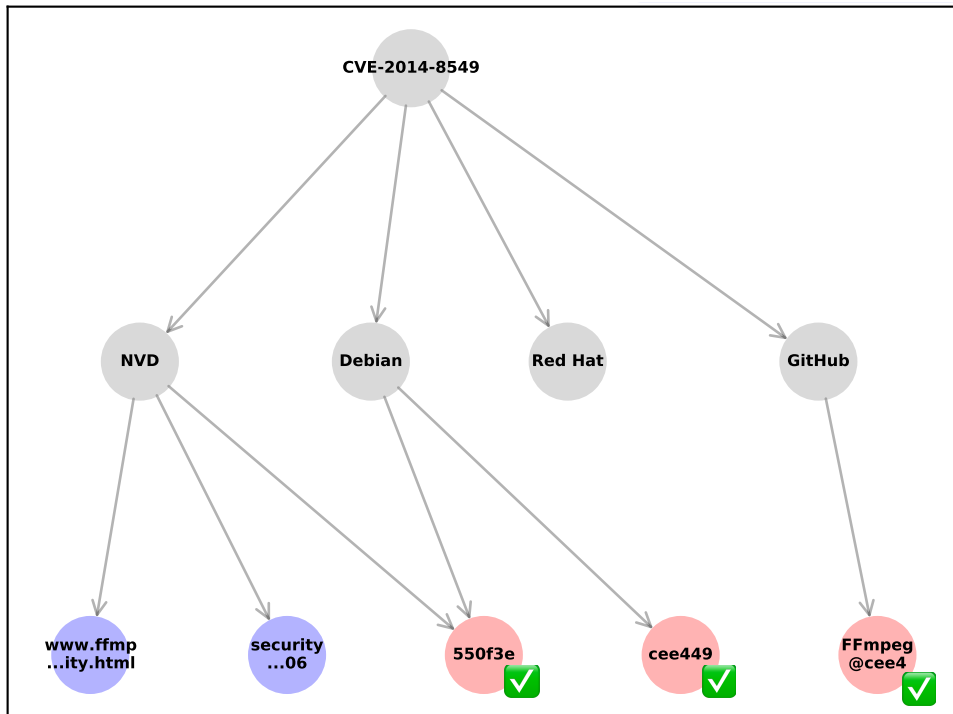 CVE-2014-8549
NVD
Debian
Red Hat
GitHub
www.ffmp
...ity.html
security
...06
550f3e
cee449
FFmpeg
@cee4